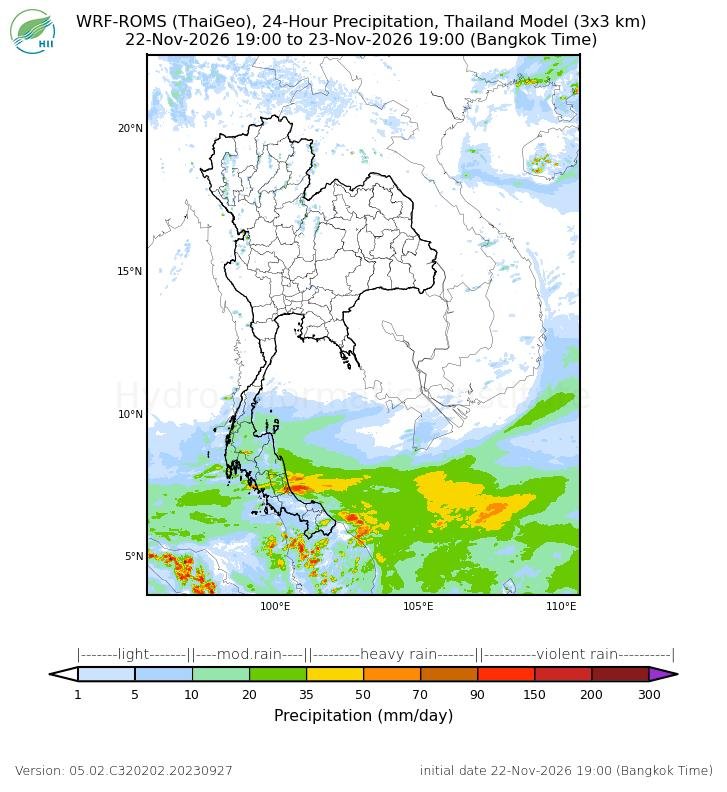 WRF-ROMS (ThaiGeo), 24-Hour Precipitation, Thailand Model (3x3 km)
22-Nov-2026 19:00 to 23-Nov-2026 19:00 (Bangkok Time)
HII
20°N
15°N
10°N
5°N
100°E 105°E 110°E
|-------light-------||----mod.rain----||---------heavy rain---------||----------violent rain----------|
1 5 10 20 35 50 70 90 150 200 300
Precipitation (mm/day)
Version: 05.02.C320202.20230927
initial date 22-Nov-2026 19:00 (Bangkok Time)